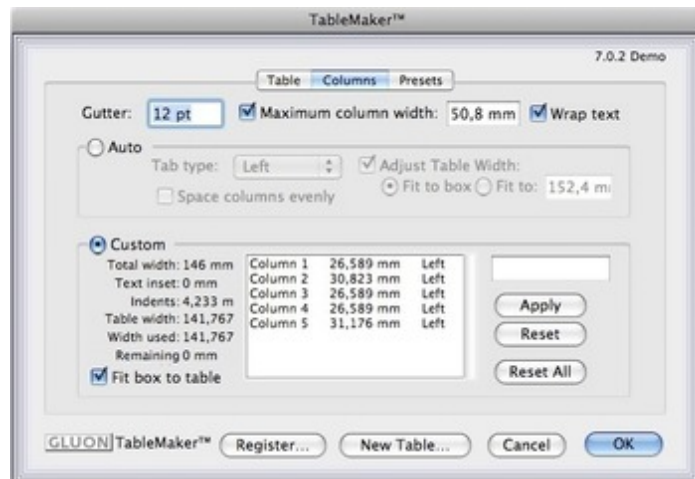 TableMaker™
7.0.2 Demo
Table Columns Presets
Gutter: 12 pt Maximum column width: 50,8 mm Wrap text
Auto
Tab type: Left Adjust Table Width:
Space columns evenly Fit to box Fit to: 152,4 m
Custom
Total width: 146 mm
Text inset: 0 mm
Indents: 4,233 m
Table width: 141,767
Width used: 141,767
Remaining 0 mm
Fit box to table
Column 1 26,589 mm Left
Column 2 30,823 mm Left
Column 3 26,589 mm Left
Column 4 26,589 mm Left
Column 5 31,176 mm Left
Apply
Reset
Reset All
GLUON TableMaker™ Register... New Table... Cancel OK